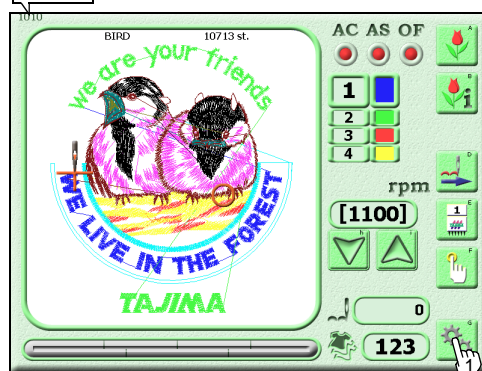 1010
BIRD 10713 st.
AC AS OF
we are your friends
1
2
3
4
rpm
[1100]
WE LIVE IN THE FOREST
TAJIMA
0
123
A
B
i
D
E
1
F
h
i
G
1